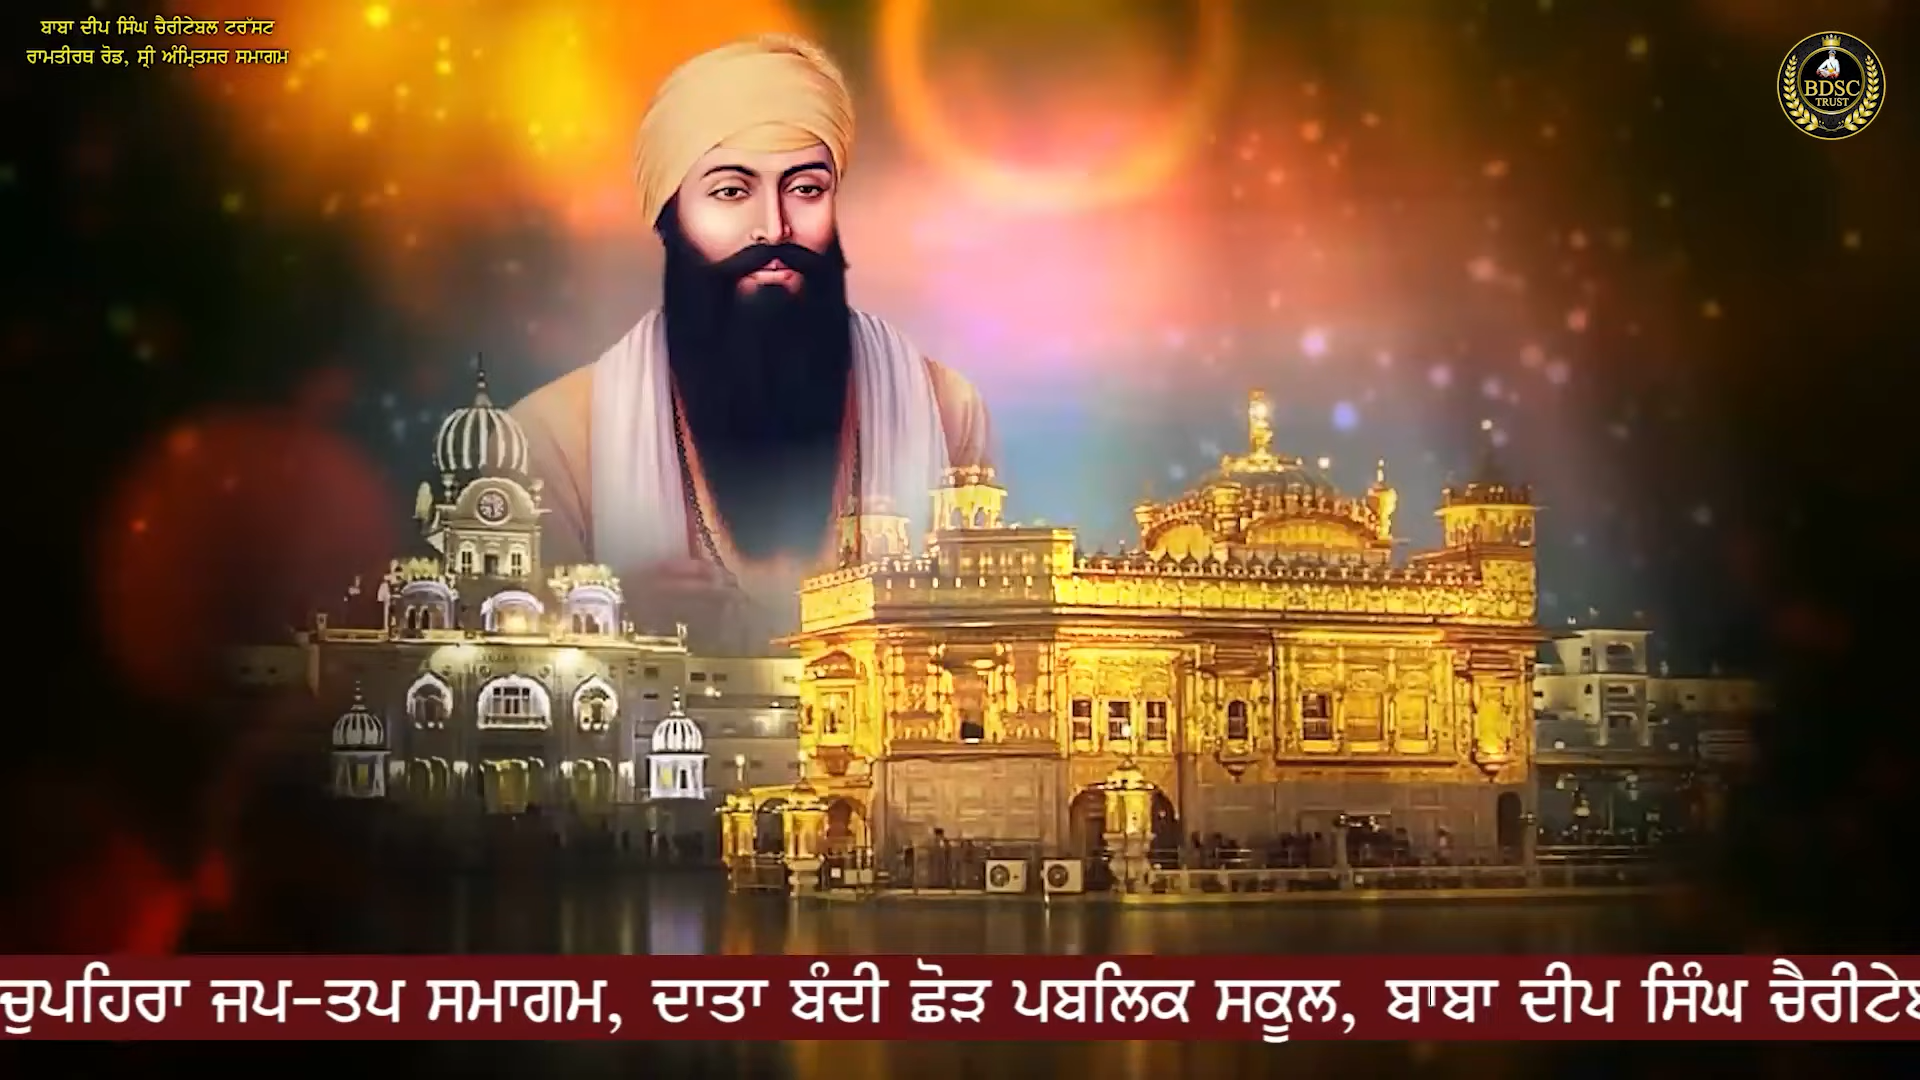 ਬਾਬਾ ਦੀਪ ਸਿੰਘ ਚੈਰੀਟੇਬਲ ਟਰੱਸਟ
ਰਾਮਤੀਰਥ ਰੋਡ, ਸ੍ਰੀ ਅੰਮ੍ਰਿਤਸਰ ਸਮਾਗਮ
BDSC
TRUST
ਚੁਪਹਿਰਾ ਜਪ-ਤਪ ਸਮਾਗਮ, ਦਾਤਾ ਬੰਦੀ ਛੋੜ ਪਬਲਿਕ ਸਕੂਲ, ਬਾਬਾ ਦੀਪ ਸਿੰਘ